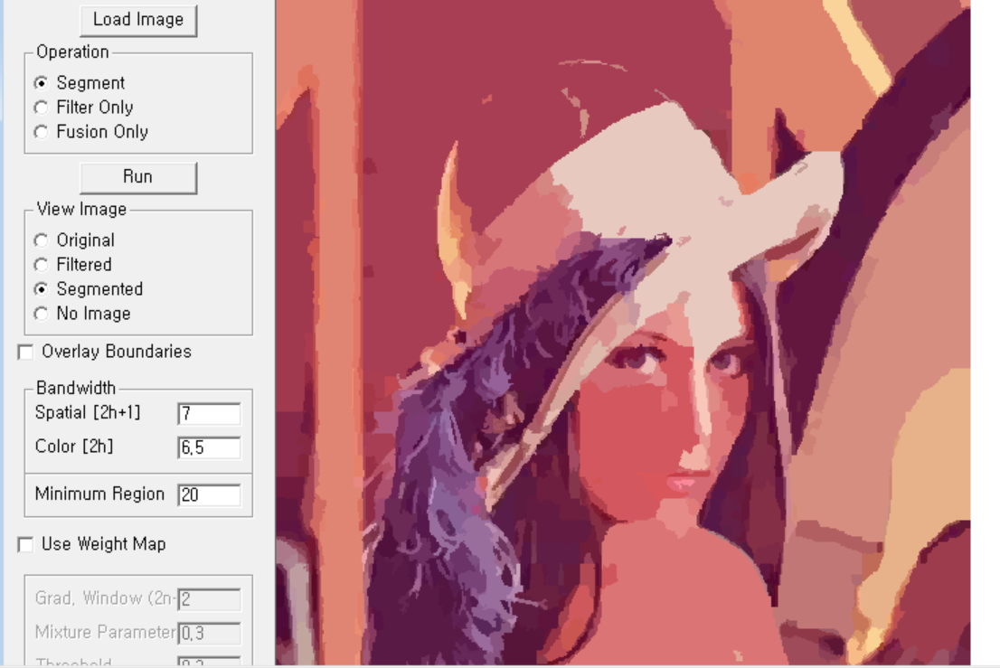 Load Image
Operation
Segment
Filter Only
Fusion Only
Run
View Image
Original
Filtered
Segmented
No Image
Overlay Boundaries
Bandwidth
Spatial [2h+1] 7
Color [2h] 6,5
Minimum Region 20
Use Weight Map
Grad, Window (2n- 2
Mixture Parameter 0,3
Threshold